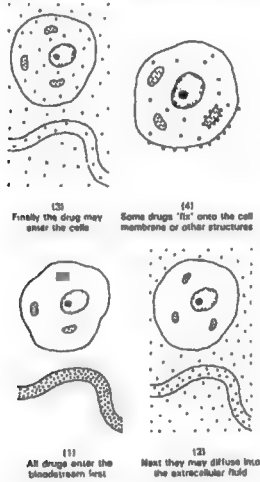 (3)
Finally the drug may
enter the cells
(4)
Some drugs 'fix' onto the cell
membrane or other structures
(1)
All drugs enter the
bloodstream first
(2)
Next they may diffuse into
the extracellular fluid